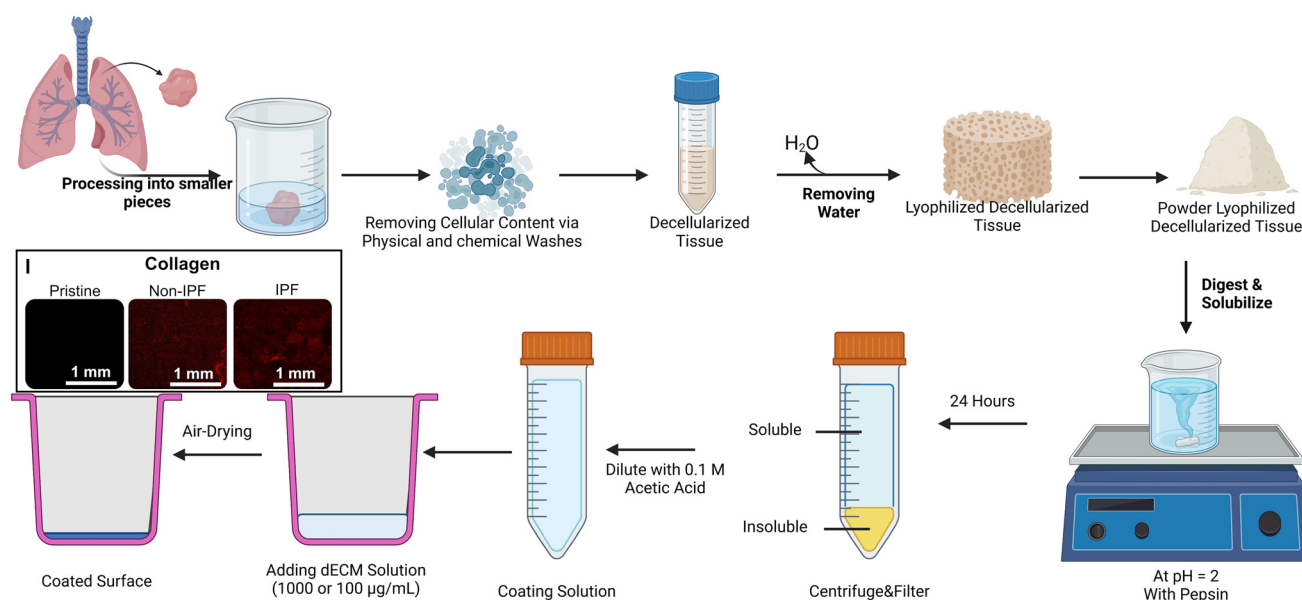 Processing into smaller
pieces
Removing Cellular Content via
Physical and chemical Washes
Decellularized
Tissue
H₂O
Removing
Water
Lyophilized Decellularized
Tissue
Powder Lyophilized
Decellularized Tissue
Digest &
Solubilize
At pH = 2
With Pepsin
24 Hours
Soluble
Insoluble
Centrifuge&Filter
Dilute with 0.1 M
Acetic Acid
Coating Solution
Adding dECM Solution
(1000 or 100 µg/mL)
Air-Drying
Coated Surface
I
Collagen
Pristine
Non-IPF
IPF
1 mm
1 mm
1 mm